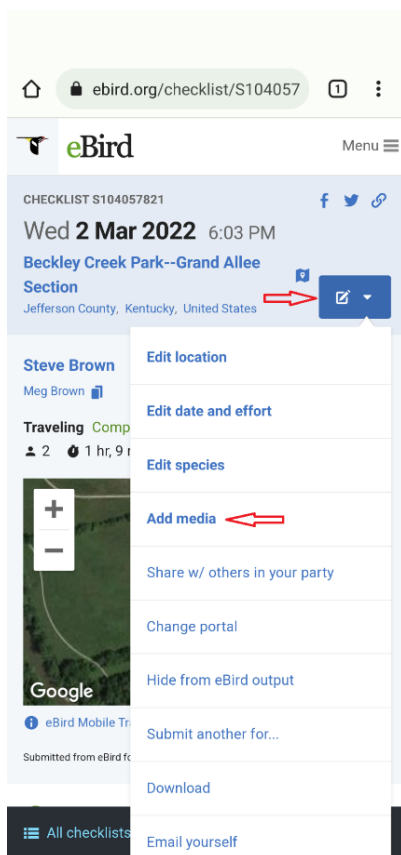 ebird.org/checklist/S104057
1
eBird
Menu
CHECKLIST S104057821
Wed 2 Mar 2022 6:03 PM
Beckley Creek Park--Grand Allee
Section
Jefferson County, Kentucky, United States
Steve Brown
Meg Brown
Traveling Comp
2 1 hr, 9
Edit location
Edit date and effort
Edit species
Add media
Share w/ others in your party
Change portal
Hide from eBird output
Submit another for...
Download
Email yourself
+
−
Google
eBird Mobile Tr
Submitted from eBird fo
All checklists